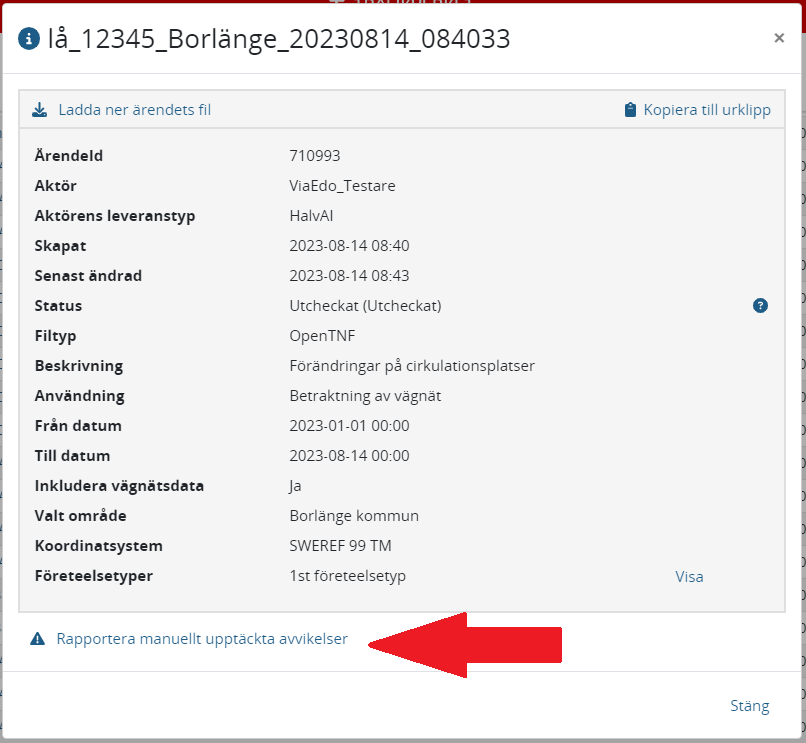 lå_12345_Borlänge_20230814_084033 ×
Ladda ner ärendets fil Kopiera till urklipp
ÄrendeId 710993
Aktör ViaEdo_Testare
Aktörens leveranstyp HalvAI
Skapat 2023-08-14 08:40
Senast ändrad 2023-08-14 08:43
Status Utcheckat (Utcheckat) ?
Filtyp OpenTNF
Beskrivning Förändringar på cirkulationsplatser
Användning Betraktning av vägnät
Från datum 2023-01-01 00:00
Till datum 2023-08-14 00:00
Inkludera vägnätsdata Ja
Valt område Borlänge kommun
Koordinatsystem SWEREF 99 TM
Företeelsetyper 1st företeelsetyp Visa
Rapportera manuellt upptäckta avvikelser
Stäng